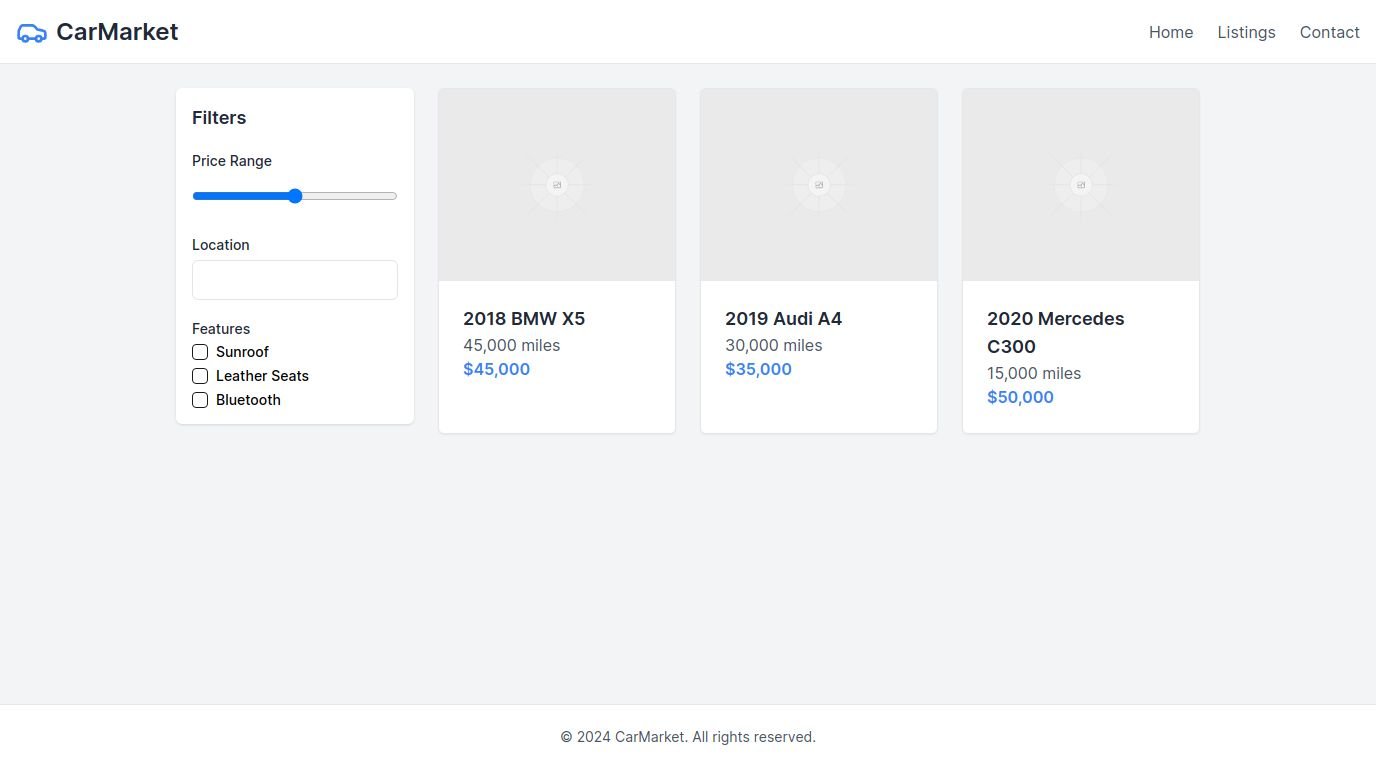 CarMarket
Home
Listings
Contact
Filters
Price Range
Location
Features
Sunroof
Leather Seats
Bluetooth
2018 BMW X5
45,000 miles
$45,000
2019 Audi A4
30,000 miles
$35,000
2020 Mercedes
C300
15,000 miles
$50,000
© 2024 CarMarket. All rights reserved.